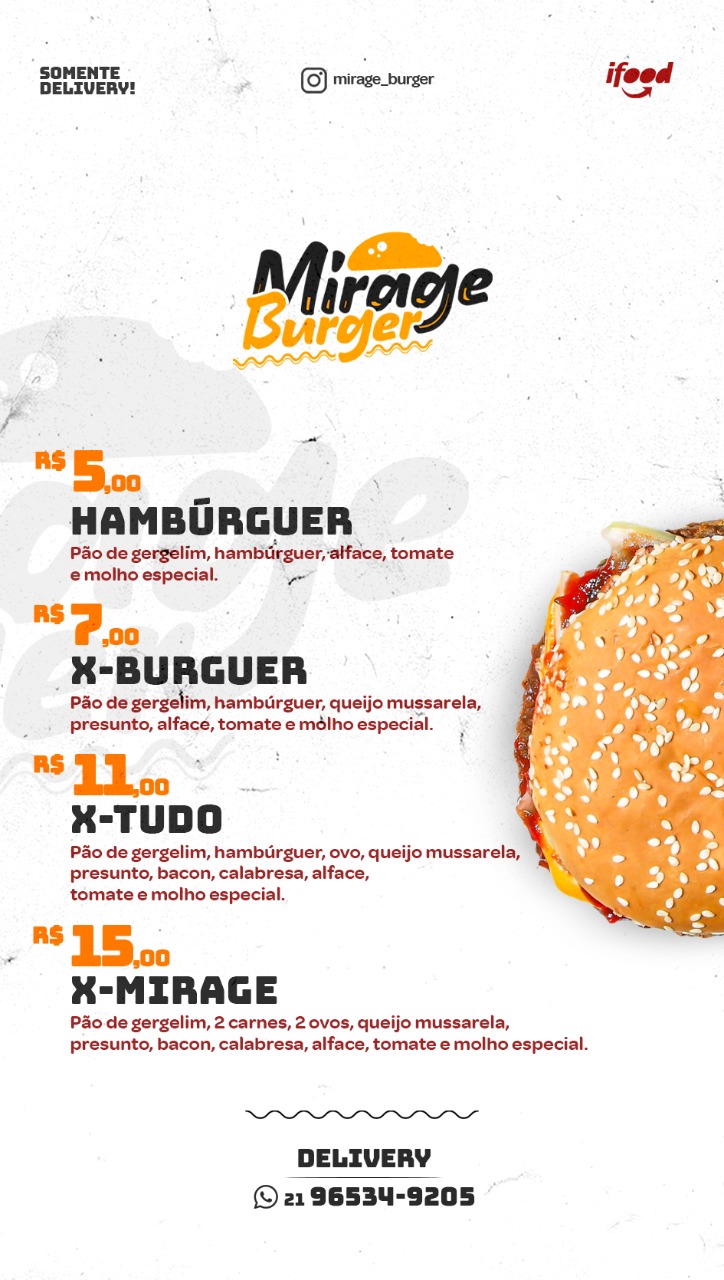 SOMENTE
DELIVERY!
mirage_burger
ifood
Mirage
Burger
R$ 5,00
HAMBÚRGUER
Pão de gergelim, hambúrguer, alface, tomate
e molho especial.
R$ 7,00
X-BURGUER
Pão de gergelim, hambúrguer, queijo mussarela,
presunto, alface, tomate e molho especial.
R$ 11,00
X-TUDO
Pão de gergelim, hambúrguer, ovo, queijo mussarela,
presunto, bacon, calabresa, alface,
tomate e molho especial.
R$ 15,00
X-MIRAGE
Pão de gergelim, 2 carnes, 2 ovos, queijo mussarela,
presunto, bacon, calabresa, alface, tomate e molho especial.
DELIVERY
21 96534-9205